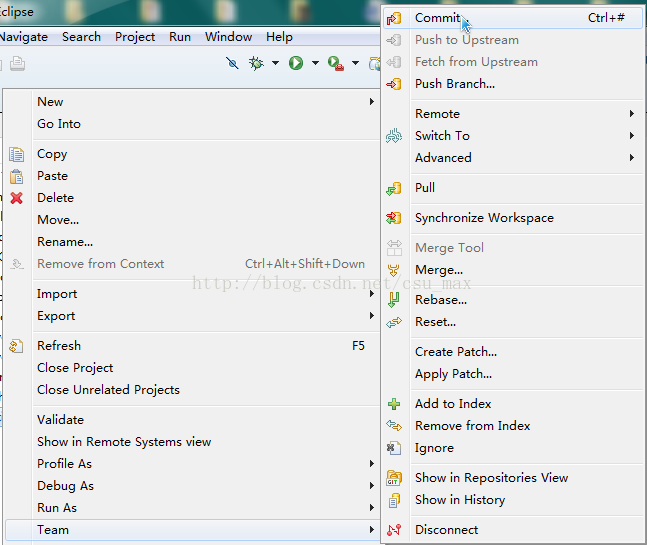 Eclipse
Navigate Search Project Run Window Help
New
Go Into
Copy
Paste
Delete
Move...
Rename...
Remove from Context Ctrl+Alt+Shift+Down
Import
Export
Refresh F5
Close Project
Close Unrelated Projects
Validate
Show in Remote Systems view
Profile As
Debug As
Run As
Team
Commit... Ctrl+#
Push to Upstream
Fetch from Upstream
Push Branch...
Remote
Switch To
Advanced
Pull
Synchronize Workspace
Merge Tool
Merge...
Rebase...
Reset...
Create Patch...
Apply Patch...
Add to Index
Remove from Index
Ignore
GIT Show in Repositories View
Show in History
Disconnect
http://blog.csdn.net/csu_max